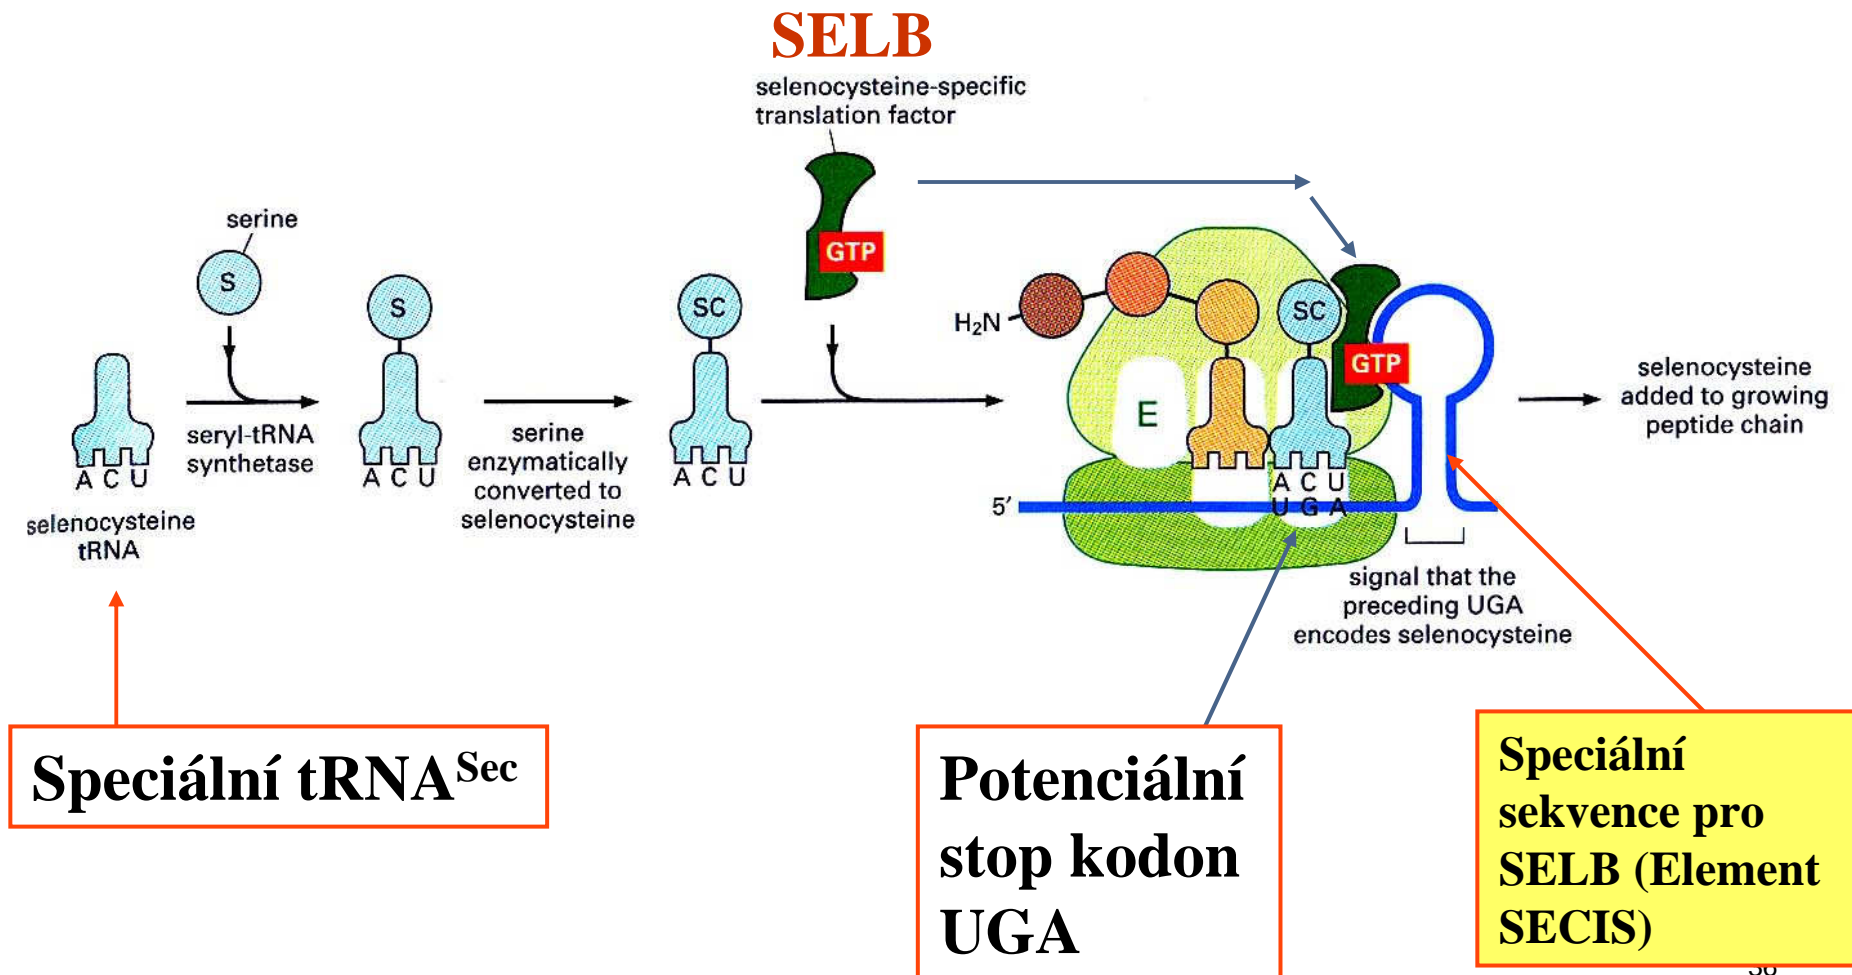 SELB
selenocysteine-specific
translation factor
GTP
serine
S
S
SC
H₂N
SC
GTP
E
seryl-tRNA
synthetase
serine
enzymatically
converted to
selenocysteine
A C U
A C U
A C U
A C U
U G A
5′
selenocysteine
tRNA
selenocysteine
added to growing
peptide chain
signal that the
preceding UGA
encodes selenocysteine
Speciální tRNA^Sec
Potenciální
stop kodon
UGA
Speciální
sekvence pro
SELB (Element
SECIS)